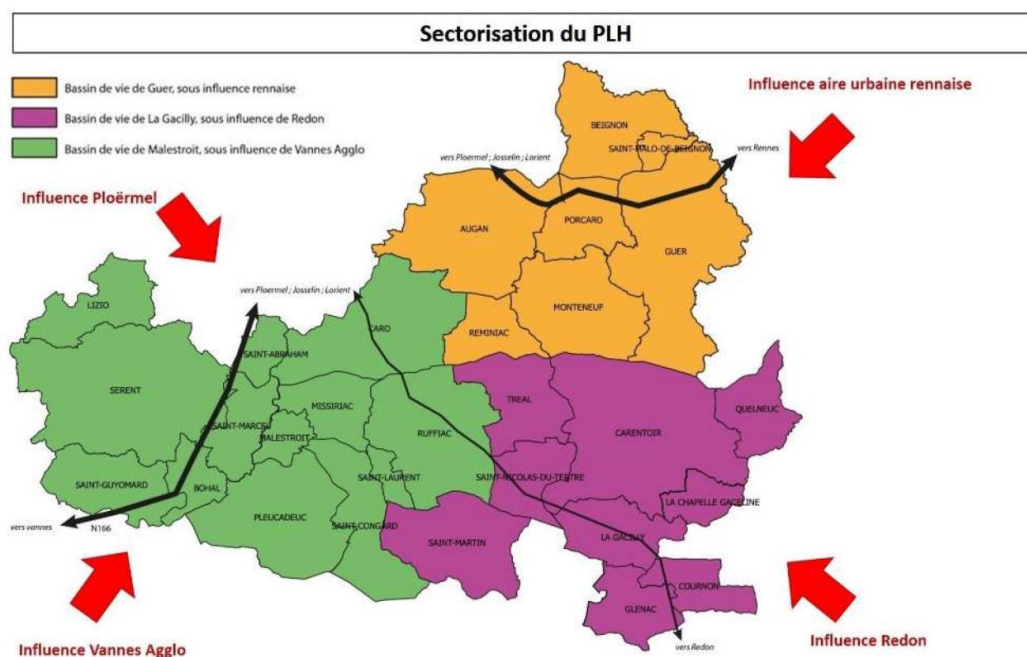 Sectorisation du PLH
Bassin de vie de Guer, sous influence rennaise
Bassin de vie de La Gacilly, sous influence de Redon
Bassin de vie de Malestroit, sous influence de Vannes Agglo
Influence aire urbaine rennaise
BEIGNON
SAINT-MALO-DE-BEIGNON
vers Rennes
vers Ploermel ; Josselin ; Lorient
Influence Ploërmel
AUGAN
PORCARO
GUER
vers Ploermel ; Josselin ; Lorient
LIZIO
MONTENEUF
CARO
REMINIAC
SAINT-ABRAHAM
SERENT
MISSIRIAC
TREAL
QUELNEUC
SAINT-MARCEL
MALESTROIT
RUFFIAC
CARENTOIR
SAINT-GUYOMARD
BOHAL
SAINT-LAURENT
SAINT-NICOLAS-DU-TERTRE
LA CHAPELLE GACELINE
PLEUCADEUC
SAINT-CONGARD
vers vannes
N166
SAINT-MARTIN
LA GACILLY
COURNON
GLENAC
vers Redon
Influence Redon
Influence Vannes Agglo